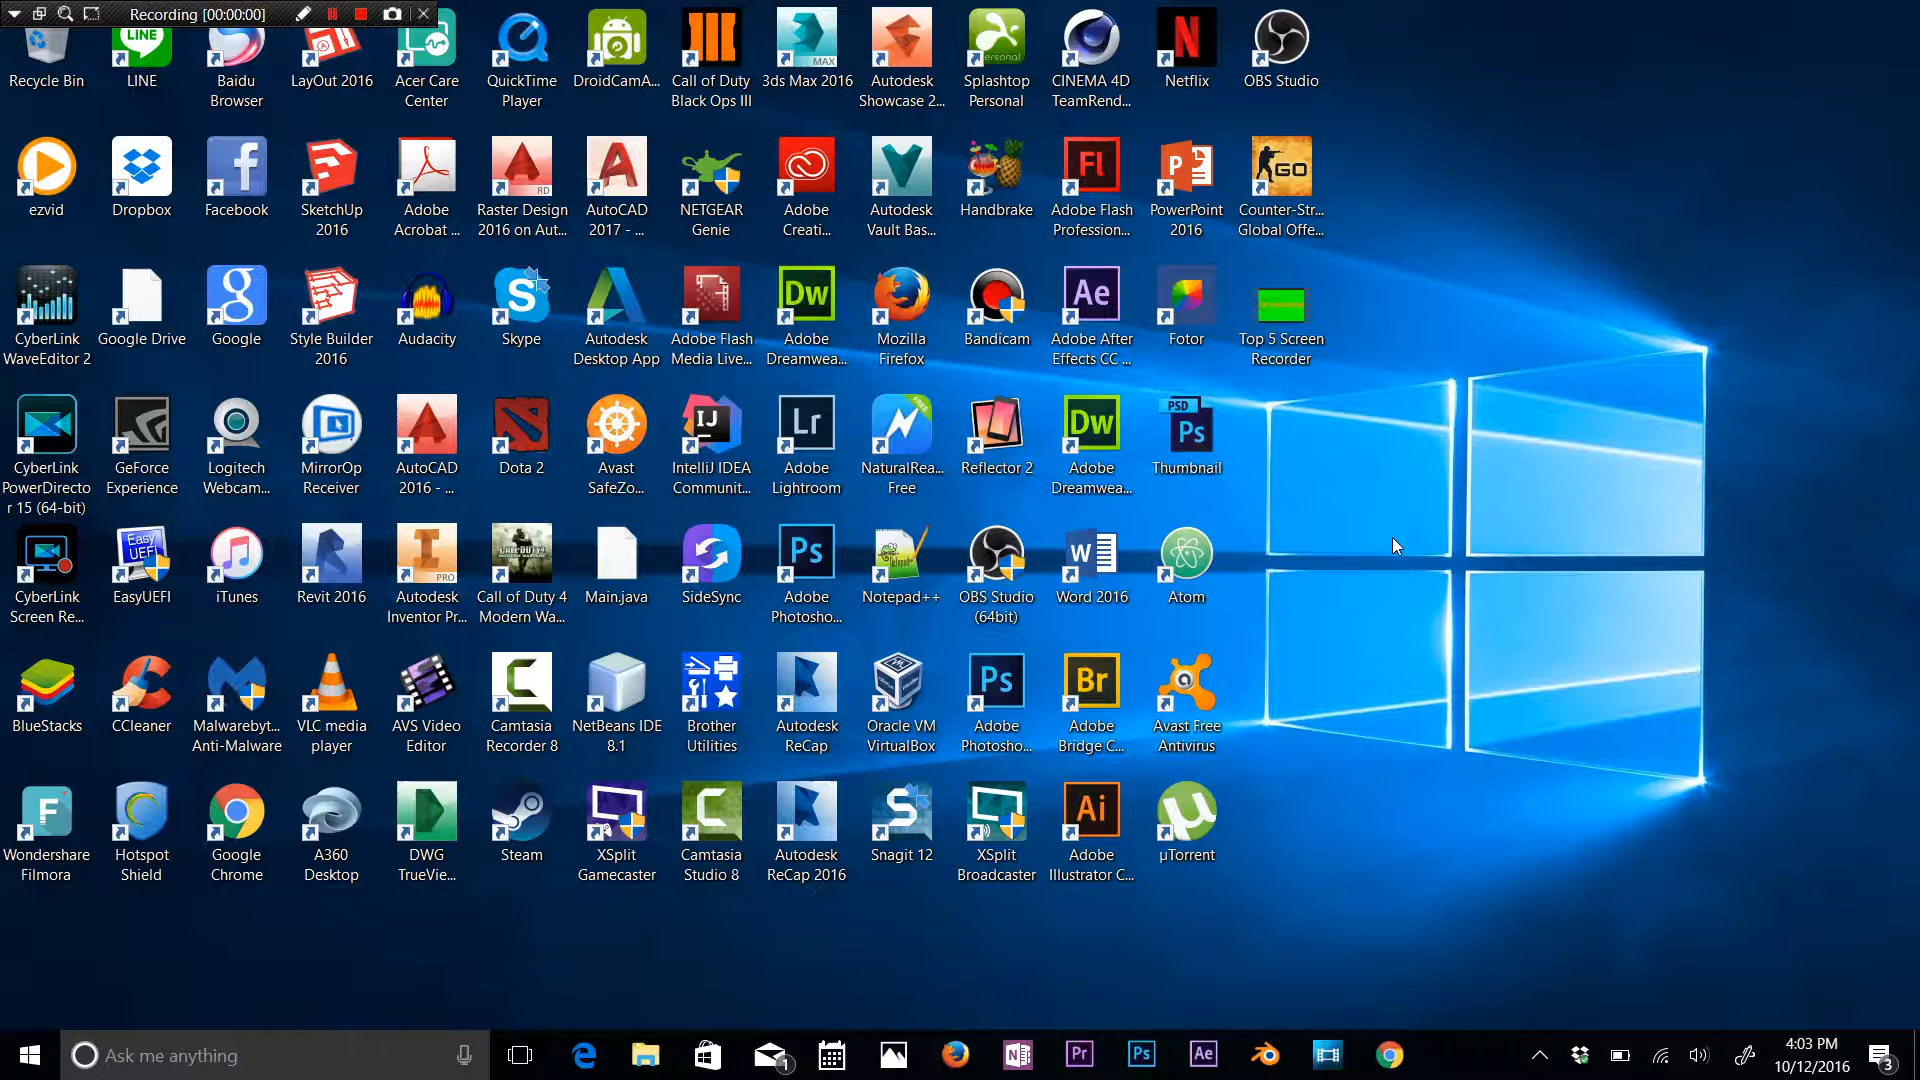 Recording [00:00:00]
Recycle Bin
LINE
Baidu
Browser
LayOut 2016
Acer Care
Center
QuickTime
Player
DroidCamA...
Call of Duty
Black Ops III
3ds Max 2016
Autodesk
Showcase 2...
Splashtop
Personal
CINEMA 4D
TeamRend...
Netflix
OBS Studio
ezvid
Dropbox
Facebook
SketchUp
2016
Adobe
Acrobat ...
Raster Design
2016 on Aut...
AutoCAD
2017 - ...
NETGEAR
Genie
Adobe
Creati...
Autodesk
Vault Bas...
Handbrake
Adobe Flash
Profession...
PowerPoint
2016
Counter-Str...
Global Offe...
CyberLink
WaveEditor 2
Google Drive
Google
Style Builder
2016
Audacity
Skype
Autodesk
Desktop App
Adobe Flash
Media Live...
Adobe
Dreamwea...
Mozilla
Firefox
Bandicam
Adobe After
Effects CC ...
Fotor
Top 5 Screen
Recorder
CyberLink
PowerDirecto
r 15 (64-bit)
GeForce
Experience
Logitech
Webcam...
MirrorOp
Receiver
AutoCAD
2016 - ...
Dota 2
Avast
SafeZo...
IntelliJ IDEA
Communit...
Adobe
Lightroom
NaturalRea...
Free
Reflector 2
Adobe
Dreamwea...
Thumbnail
CyberLink
Screen Re...
EasyUEFI
iTunes
Revit 2016
Autodesk
Inventor Pr...
Call of Duty 4
Modern Wa...
Main.java
SideSync
Adobe
Photosho...
Notepad++
OBS Studio
(64bit)
Word 2016
Atom
BlueStacks
CCleaner
Malwarebyt...
Anti-Malware
VLC media
player
AVS Video
Editor
Camtasia
Recorder 8
NetBeans IDE
8.1
Brother
Utilities
Autodesk
ReCap
Oracle VM
VirtualBox
Adobe
Photosho...
Adobe
Bridge C...
Avast Free
Antivirus
Wondershare
Filmora
Hotspot
Shield
Google
Chrome
A360
Desktop
DWG
TrueVie...
Steam
XSplit
Gamecaster
Camtasia
Studio 8
Autodesk
ReCap 2016
Snagit 12
XSplit
Broadcaster
Adobe
Illustrator C...
µTorrent
Ask me anything
1
4:03 PM
10/12/2016
3